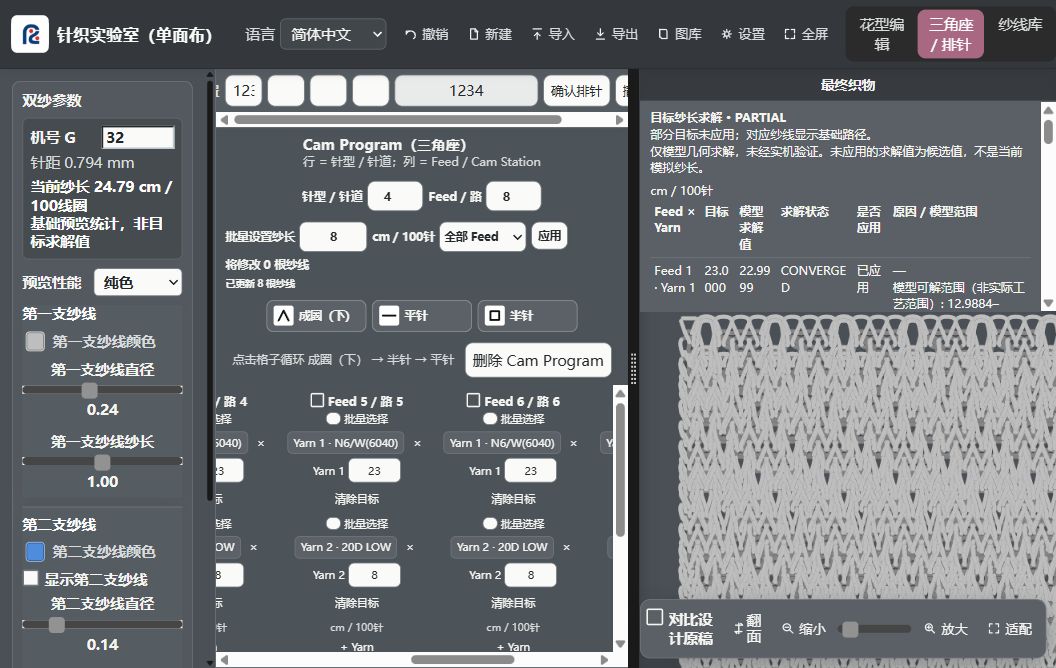 针织实验室（单面布）
语言
简体中文
撤销
新建
导入
导出
图库
设置
全屏
花型编
辑
三角座
/ 排针
纱线库
双纱参数
机号 G
32
针距 0.794 mm
当前纱长 24.79 cm /
100线圈
基础预览统计，非目
标求解值
预览性能
纯色
第一支纱线
第一支纱线颜色
第一支纱线直径
0.24
第一支纱线纱长
1.00
第二支纱线
第二支纱线颜色
显示第二支纱线
第二支纱线直径
0.14
1234
确认排针
Cam Program（三角座）
行 = 针型 / 针道；列 = Feed / Cam Station
针型 / 针道
4
Feed / 路
8
批量设置纱长
8
cm / 100针
全部 Feed
应用
将修改 0 根纱线
已更新 8 根纱线
成圈（下）
平针
半针
点击格子循环 成圈（下） → 半针 → 平针
删除 Cam Program
/ 路 4
Feed 5 / 路 5
Feed 6 / 路 6
选择
批量选择
批量选择
6040)
×
Yarn 1 · N6/W(6040)
×
Yarn 1 · N6/W(6040)
×
Yarn 1
23
Yarn 1
23
标
清除目标
清除目标
选择
批量选择
批量选择
OW
×
Yarn 2 · 20D LOW
×
Yarn 2 · 20D LOW
×
8
Yarn 2
8
Yarn 2
8
标
清除目标
清除目标
针
cm / 100针
cm / 100针
+ Yarn
+ Yarn
最终织物
目标纱长求解 · PARTIAL
部分目标未应用；对应纱线显示基础路径。
仅模型几何求解，未经实机验证。未应用的求解值为候选值，不是当前
模拟纱长。
cm / 100针
Feed ×
Yarn
目标
模型
求解
值
求解状态
是否
应用
原因 / 模型范围
Feed 1
· Yarn 1
23.0
000
22.99
99
CONVERGE
D
已应
用
—
模型可解范围（非实际工
艺范围）: 12.9884–
对比设
计原稿
翻
面
缩小
放大
适配